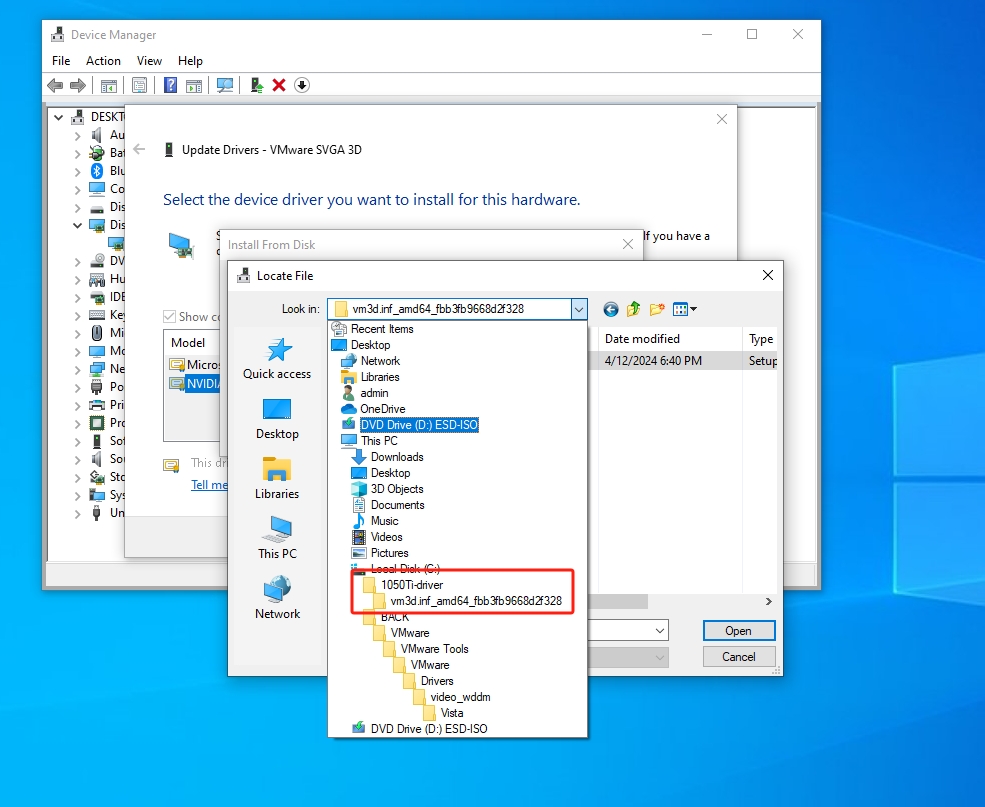 Device Manager
File Action View Help
DESKT
Au
Bat
Blu
Co
Dis
Dis
DV
Hu
IDE
Key
Mi
Mo
Ne
Po
Pri
Pro
Sof
Sou
Sto
Sys
Un
Update Drivers - VMware SVGA 3D
Select the device driver you want to install for this hardware.
If you have a
Show co
Model
Micros
NVIDIA
This dri
Tell me
Install From Disk
Locate File
Look in: vm3d.inf_amd64_fbb3fb9668d2f328
Quick access
Desktop
Libraries
This PC
Network
Recent Items
Desktop
Network
Libraries
admin
OneDrive
DVD Drive (D:) ESD-ISO
This PC
Downloads
Desktop
3D Objects
Documents
Music
Videos
Pictures
Local Disk (C:)
1050Ti-driver
vm3d.inf_amd64_fbb3fb9668d2f328
BACK
VMware
VMware Tools
VMware
Drivers
video_wddm
Vista
DVD Drive (D:) ESD-ISO
Date modified Type
4/12/2024 6:40 PM Setup
Open
Cancel